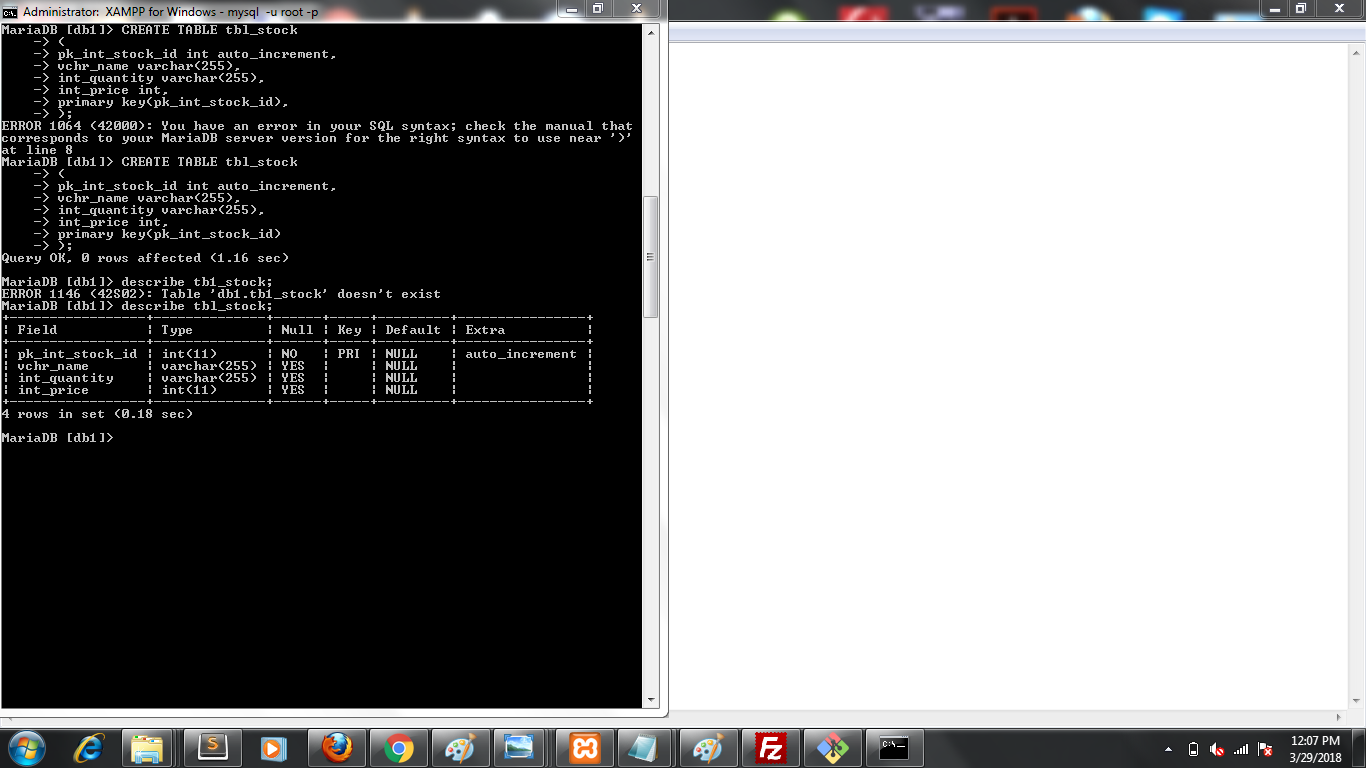 Administrator: XAMPP for Windows - mysql -u root -p
MariaDB [db1]> CREATE TABLE tbl_stock
-> (
-> pk_int_stock_id int auto_increment,
-> vchr_name varchar(255),
-> int_quantity varchar(255),
-> int_price int,
-> primary key(pk_int_stock_id),
-> );
ERROR 1064 (42000): You have an error in your SQL syntax; check the manual that
corresponds to your MariaDB server version for the right syntax to use near ')'
at line 8
MariaDB [db1]> CREATE TABLE tbl_stock
-> (
-> pk_int_stock_id int auto_increment,
-> vchr_name varchar(255),
-> int_quantity varchar(255),
-> int_price int,
-> primary key(pk_int_stock_id)
-> );
Query OK, 0 rows affected (1.16 sec)
MariaDB [db1]> describe tb1_stock;
ERROR 1146 (42S02): Table 'db1.tb1_stock' doesn't exist
MariaDB [db1]> describe tbl_stock;
+-----------------+--------------+------+-----+---------+----------------+
| Field | Type | Null | Key | Default | Extra |
+-----------------+--------------+------+-----+---------+----------------+
| pk_int_stock_id | int(11) | NO | PRI | NULL | auto_increment |
| vchr_name | varchar(255) | YES | | NULL | |
| int_quantity | varchar(255) | YES | | NULL | |
| int_price | int(11) | YES | | NULL | |
+-----------------+--------------+------+-----+---------+----------------+
4 rows in set (0.18 sec)
MariaDB [db1]>
12:07 PM
3/29/2018